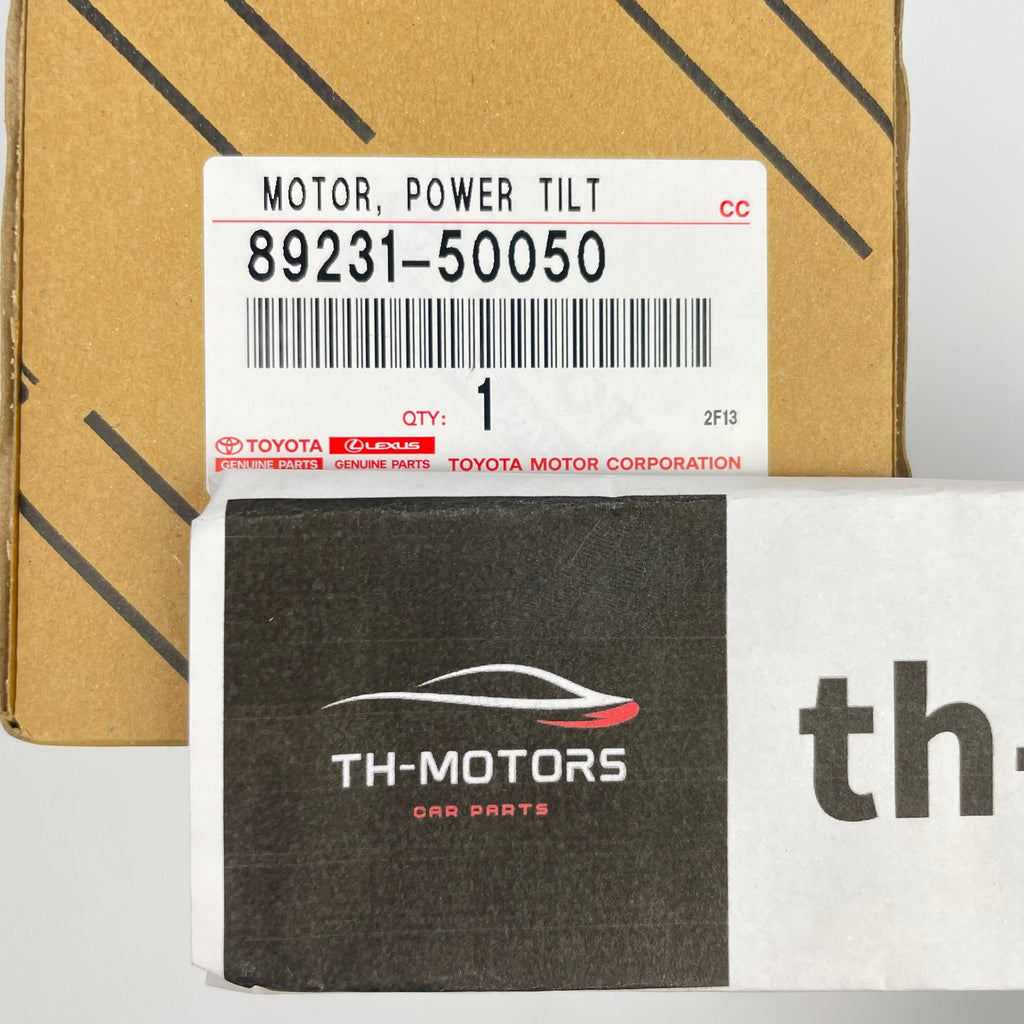 MOTOR, POWER TILT
CC
89231-50050
QTY: 1
2F13
TOYOTA LEXUS
GENUINE PARTS GENUINE PARTS TOYOTA MOTOR CORPORATION
TH-MOTORS
CAR PARTS
th-